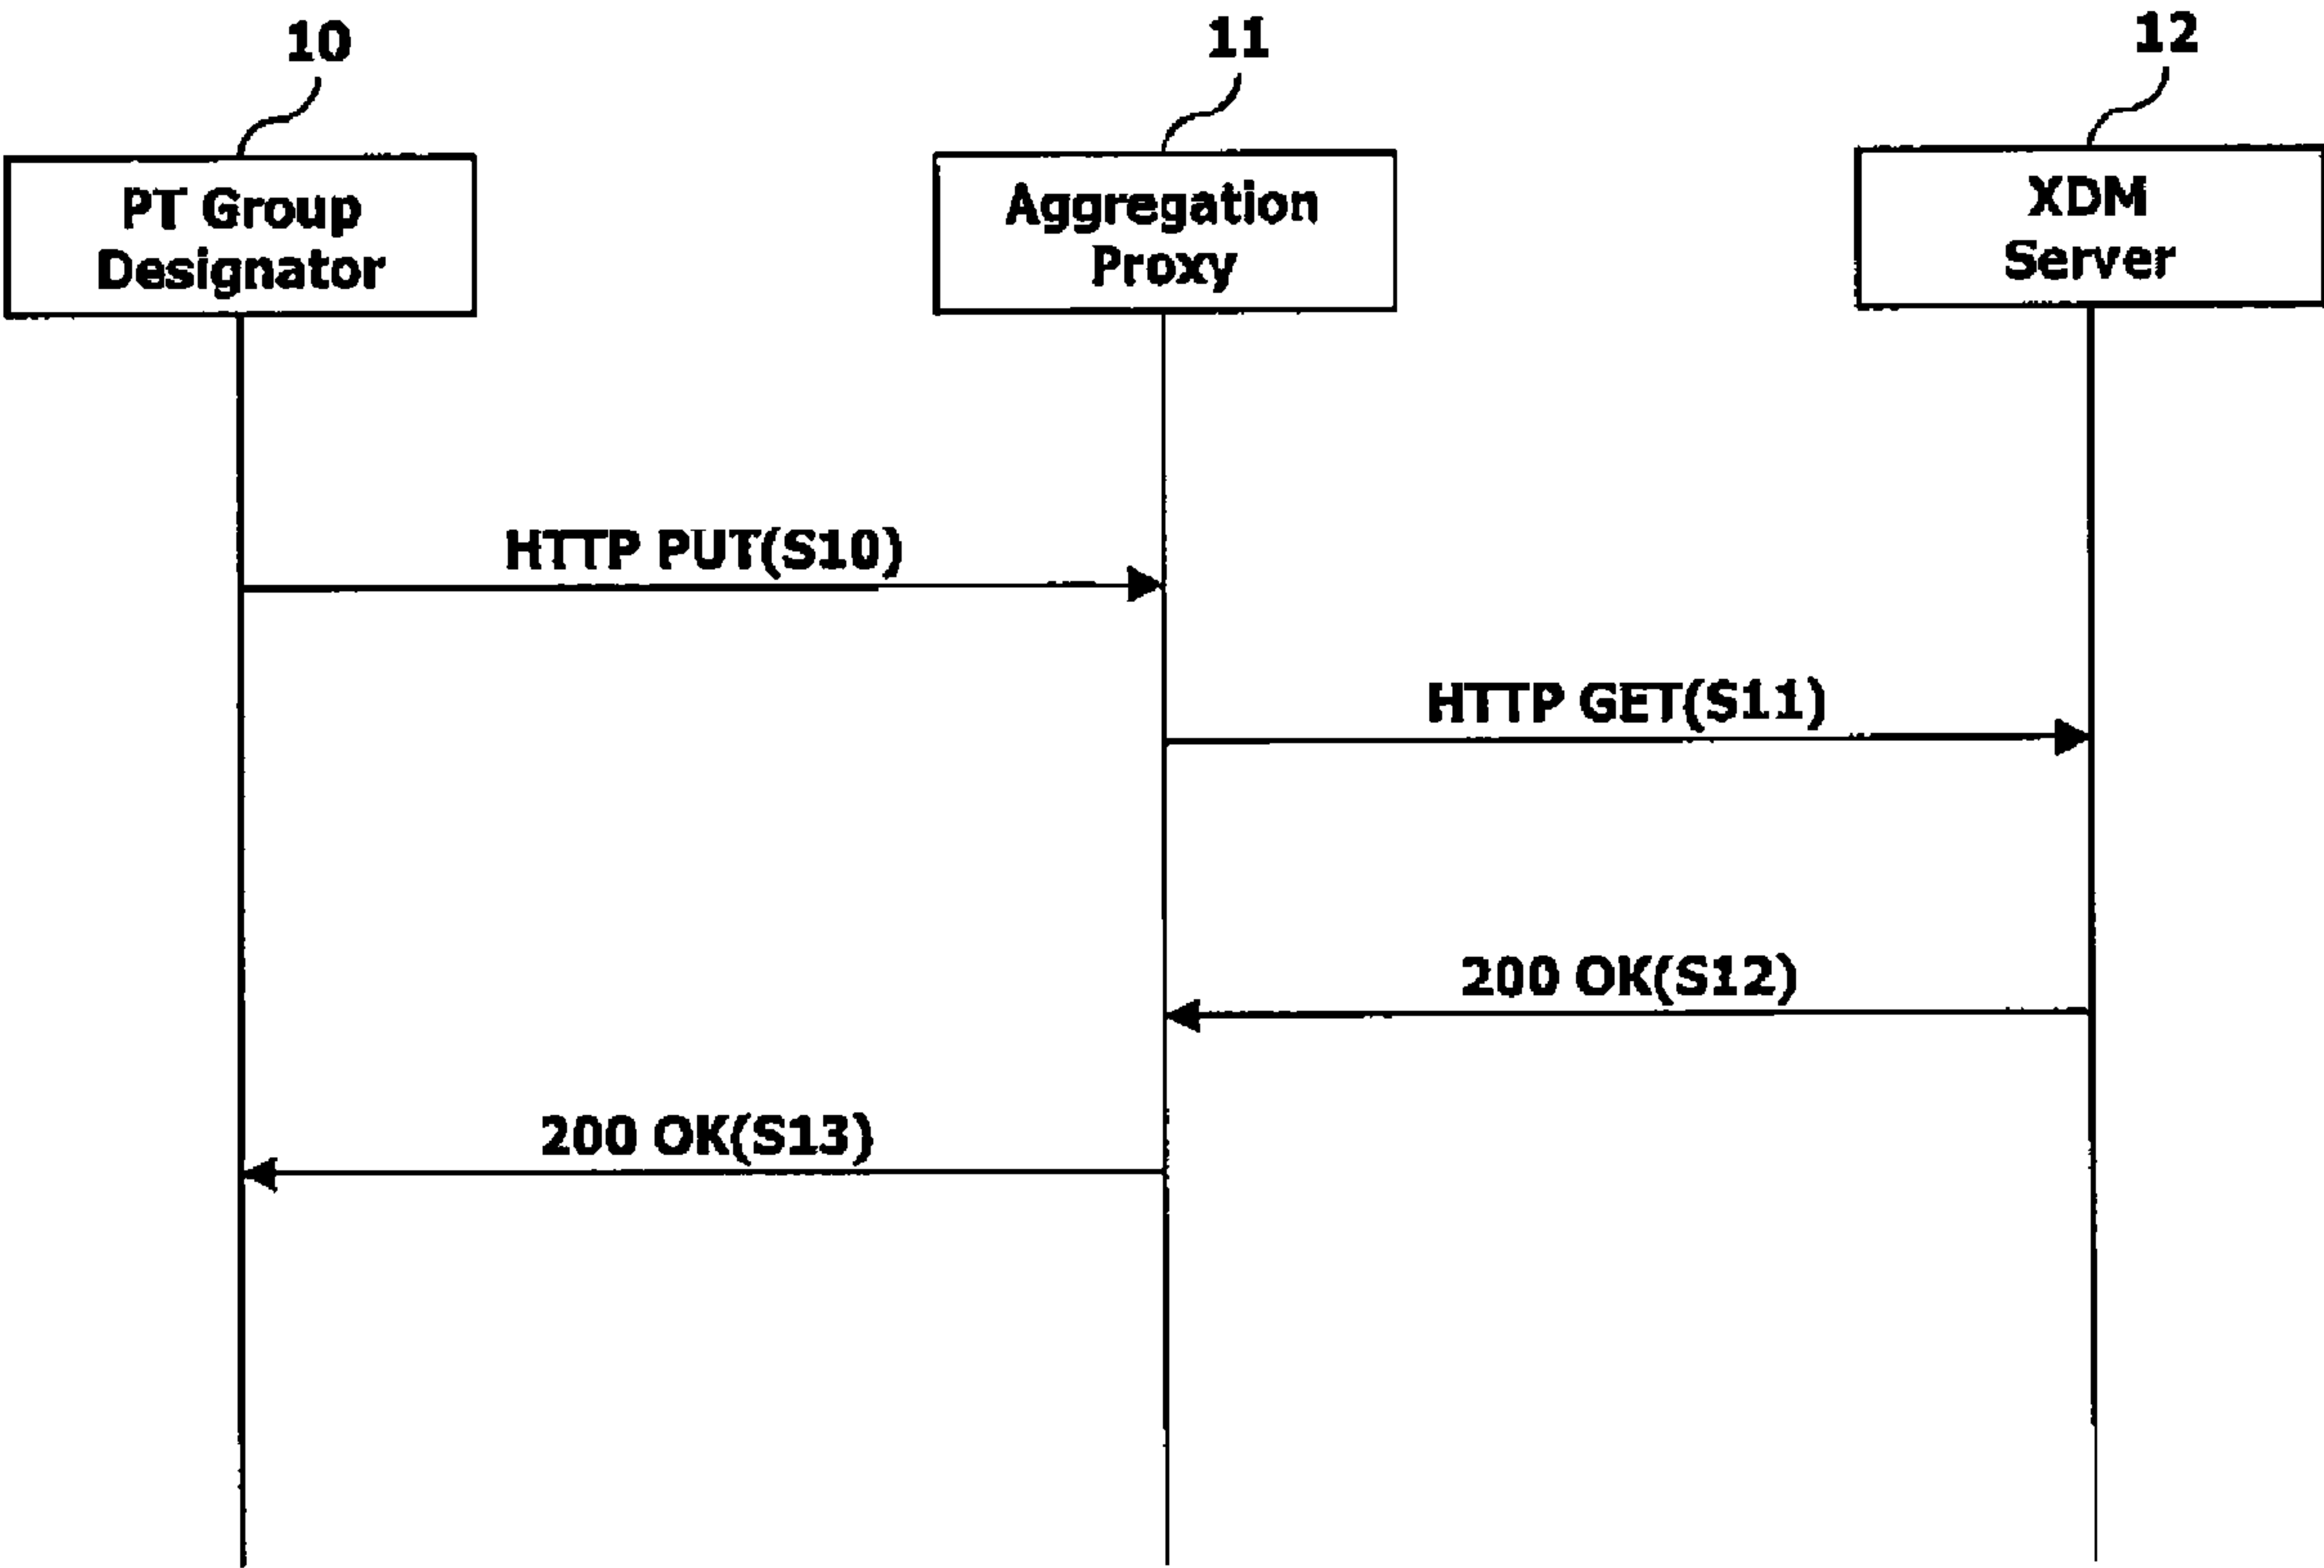 10
11
12
PT Group
Designator
Aggregation
Proxy
XDM
Server
HTTP PUT(S10)
HTTP GET(S11)
200 OK(S12)
200 OK(S13)